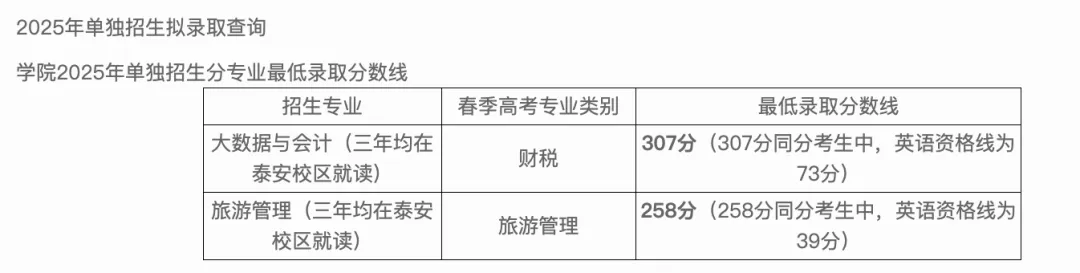 2025年单独招生拟录取查询
学院2025年单独招生分专业最低录取分数线
招生专业 春季高考专业类别 最低录取分数线
大数据与会计（三年均在
泰安校区就读）
财税
307分（307分同分考生中，英语资格线为
73分）
旅游管理（三年均在泰安
校区就读）
旅游管理
258分（258分同分考生中，英语资格线为
39分）